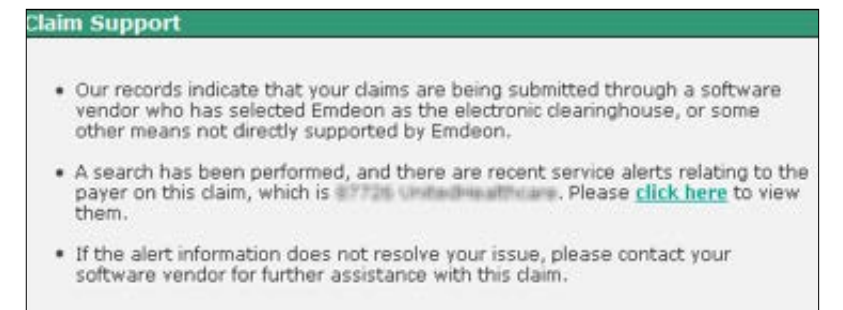 Claim Support
• Our records indicate that your claims are being submitted through a software
vendor who has selected Emdeon as the electronic clearinghouse, or some
other means not directly supported by Emdeon.
• A search has been performed, and there are recent service alerts relating to the
payer on this claim, which is . Please click here to view
them.
• If the alert information does not resolve your issue, please contact your
software vendor for further assistance with this claim.